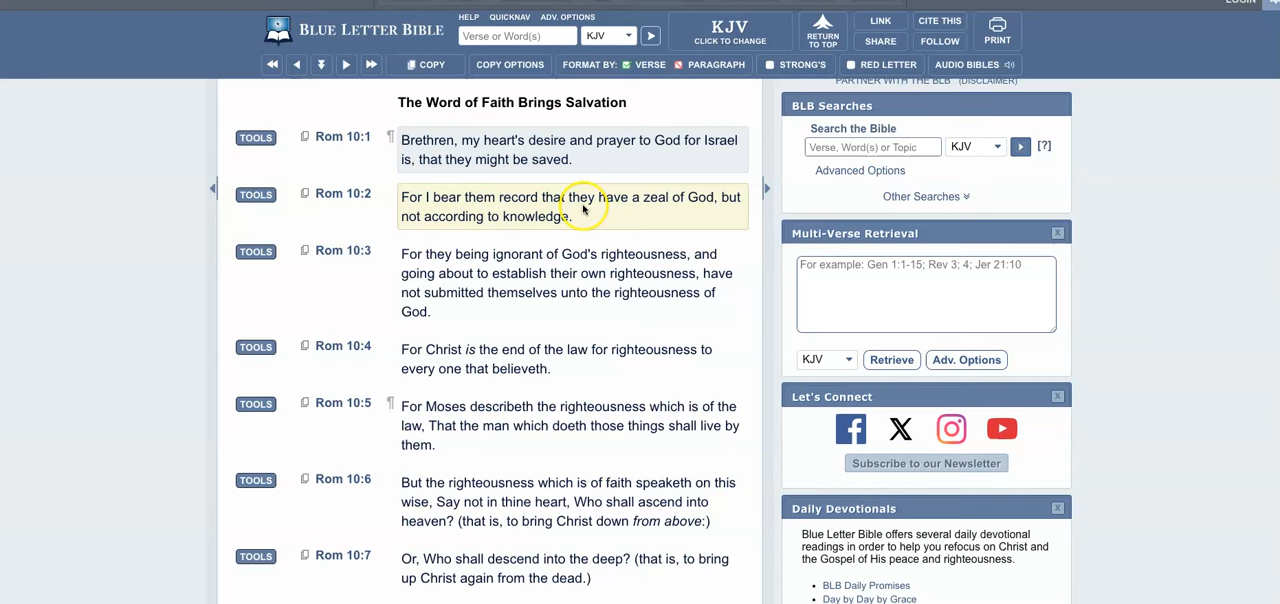 LOGIN
HELP QUICKNAV ADV. OPTIONS
BLUE LETTER BIBLE
Verse or Word(s) KJV
KJV
CLICK TO CHANGE
RETURN
TO TOP
LINK CITE THIS
SHARE FOLLOW
PRINT
COPY COPY OPTIONS FORMAT BY: VERSE PARAGRAPH STRONG'S RED LETTER AUDIO BIBLES
PARTNER WITH THE BLB (DISCLAIMER)
The Word of Faith Brings Salvation
TOOLS Rom 10:1 ¶ Brethren, my heart's desire and prayer to God for Israel
is, that they might be saved.
TOOLS Rom 10:2 For I bear them record that they have a zeal of God, but
not according to knowledge.
TOOLS Rom 10:3 For they being ignorant of God's righteousness, and
going about to establish their own righteousness, have
not submitted themselves unto the righteousness of
God.
TOOLS Rom 10:4 For Christ is the end of the law for righteousness to
every one that believeth.
TOOLS Rom 10:5 ¶ For Moses describeth the righteousness which is of the
law, That the man which doeth those things shall live by
them.
TOOLS Rom 10:6 But the righteousness which is of faith speaketh on this
wise, Say not in thine heart, Who shall ascend into
heaven? (that is, to bring Christ down from above:)
TOOLS Rom 10:7 Or, Who shall descend into the deep? (that is, to bring
up Christ again from the dead.)
BLB Searches
Search the Bible
Verse, Word(s) or Topic KJV [?]
Advanced Options
Other Searches
Multi-Verse Retrieval X
For example: Gen 1:1-15; Rev 3; 4; Jer 21:10
KJV Retrieve Adv. Options
Let's Connect X
Subscribe to our Newsletter
Daily Devotionals X
Blue Letter Bible offers several daily devotional
readings in order to help you refocus on Christ and
the Gospel of His peace and righteousness.
BLB Daily Promises
Day by Day by Grace